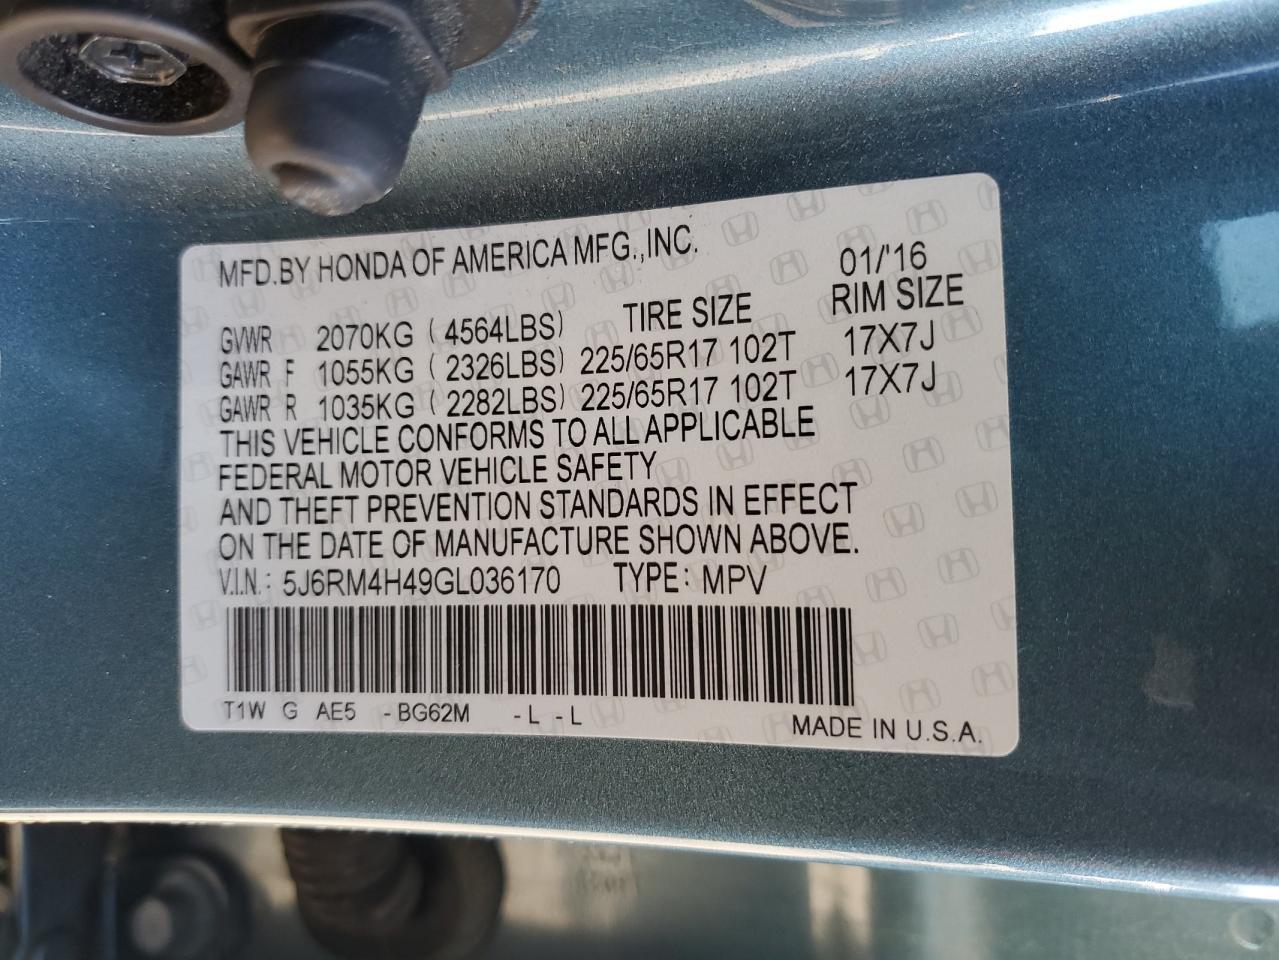 MFD.BY HONDA OF AMERICA MFG.,INC. 01/'16
TIRE SIZE RIM SIZE
GVWR 2070KG (4564LBS)
GAWR F 1055KG (2326LBS) 225/65R17 102T 17X7J
GAWR R 1035KG (2282LBS) 225/65R17 102T 17X7J
THIS VEHICLE CONFORMS TO ALL APPLICABLE
FEDERAL MOTOR VEHICLE SAFETY
AND THEFT PREVENTION STANDARDS IN EFFECT
ON THE DATE OF MANUFACTURE SHOWN ABOVE.
V.I.N.: 5J6RM4H49GL036170 TYPE: MPV
T1W G AE5 -BG62M -L -L
MADE IN U.S.A.